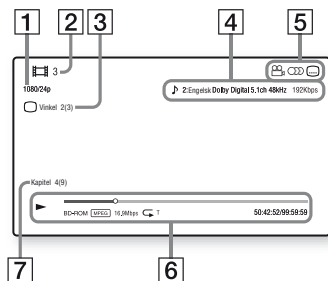 1
2
3
4
5
3
1080/24p
Vinkel 2(3)
2:Engelsk Dolby Digital 5.1ch 48kHz 192Kbps
Kapitel 4(9)
BD-ROM MPEG 16,9Mbps T 50:42:52/99:59:59
7
6